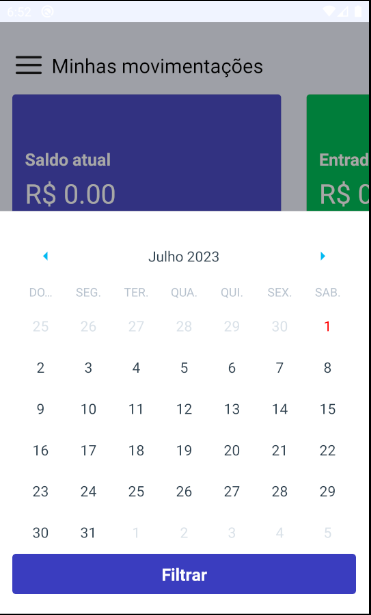 6:52
Minhas movimentações
Saldo atual
R$ 0.00
Entrad
R$ 0
Julho 2023
DO... SEG. TER. QUA. QUI. SEX. SAB.
25 26 27 28 29 30 1
2 3 4 5 6 7 8
9 10 11 12 13 14 15
16 17 18 19 20 21 22
23 24 25 26 27 28 29
30 31 1 2 3 4 5
Filtrar